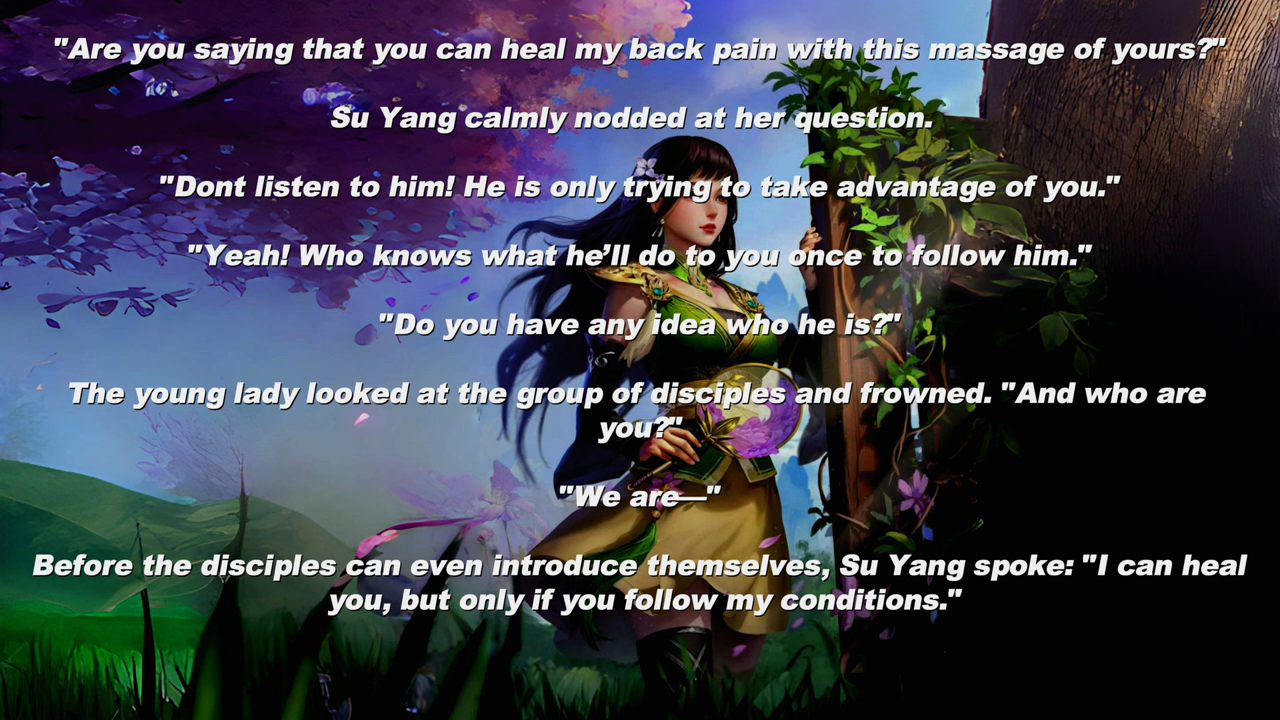 "Are you saying that you can heal my back pain with this massage of yours?"
Su Yang calmly nodded at her question.
"Dont listen to him! He is only trying to take advantage of you."
"Yeah! Who knows what he’ll do to you once to follow him."
"Do you have any idea who he is?"
The young lady looked at the group of disciples and frowned. "And who are
you?"
"We are—"
Before the disciples can even introduce themselves, Su Yang spoke: "I can heal
you, but only if you follow my conditions."